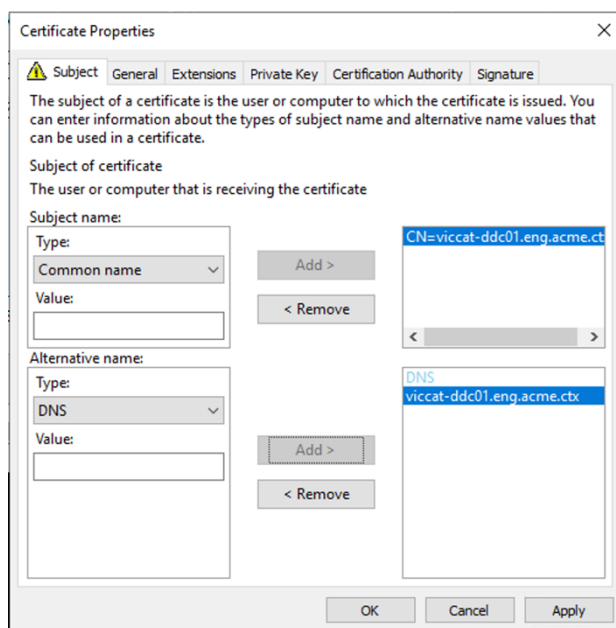 Certificate Properties
Subject General Extensions Private Key Certification Authority Signature
The subject of a certificate is the user or computer to which the certificate is issued. You
can enter information about the types of subject name and alternative name values that
can be used in a certificate.
Subject of certificate
The user or computer that is receiving the certificate
Subject name:
Type:
Common name
Value:
Add >
< Remove
CN=viccat-ddc01.eng.acme.ct
Alternative name:
Type:
DNS
Value:
Add >
< Remove
DNS
viccat-ddc01.eng.acme.ctx
OK Cancel Apply